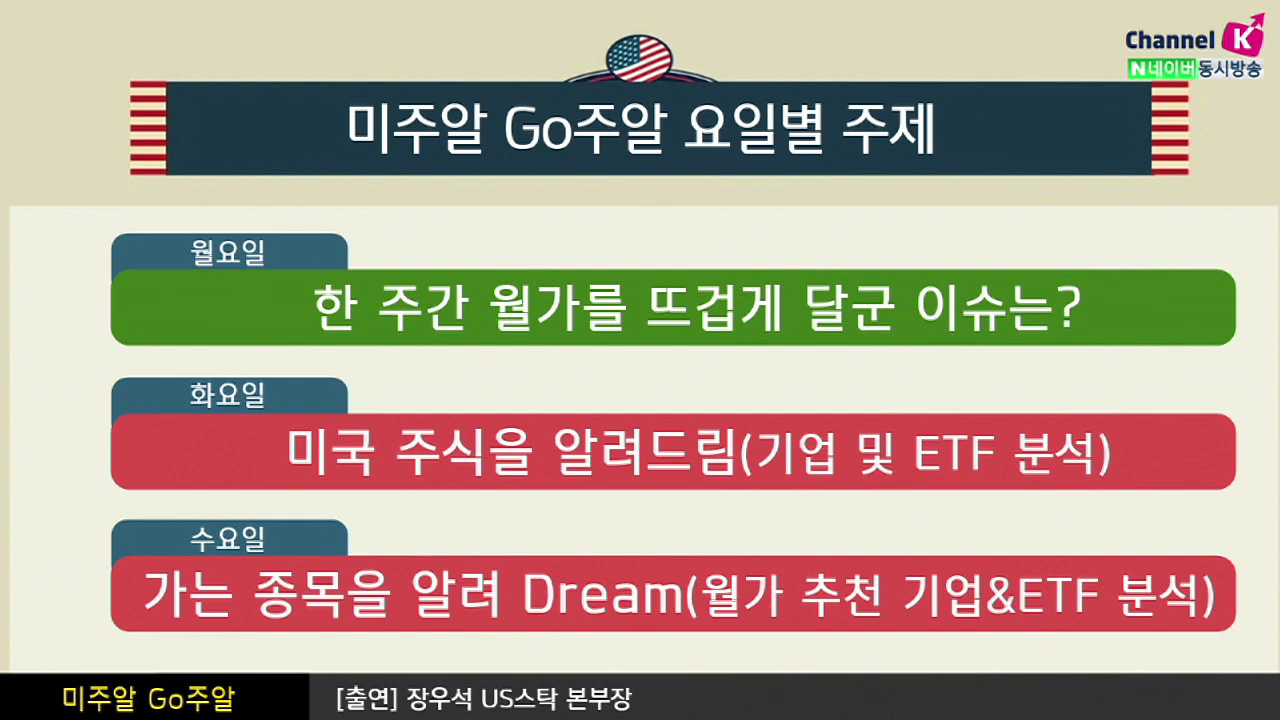 Channel K
N네이버 동시방송
미주알 Go주알 요일별 주제
월요일
한 주간 월가를 뜨겁게 달군 이슈는?
화요일
미국 주식을 알려드림(기업 및 ETF 분석)
수요일
가는 종목을 알려 Dream(월가 추천 기업&ETF 분석)
미주알 Go주알
[출연] 장우석 US스탁 본부장